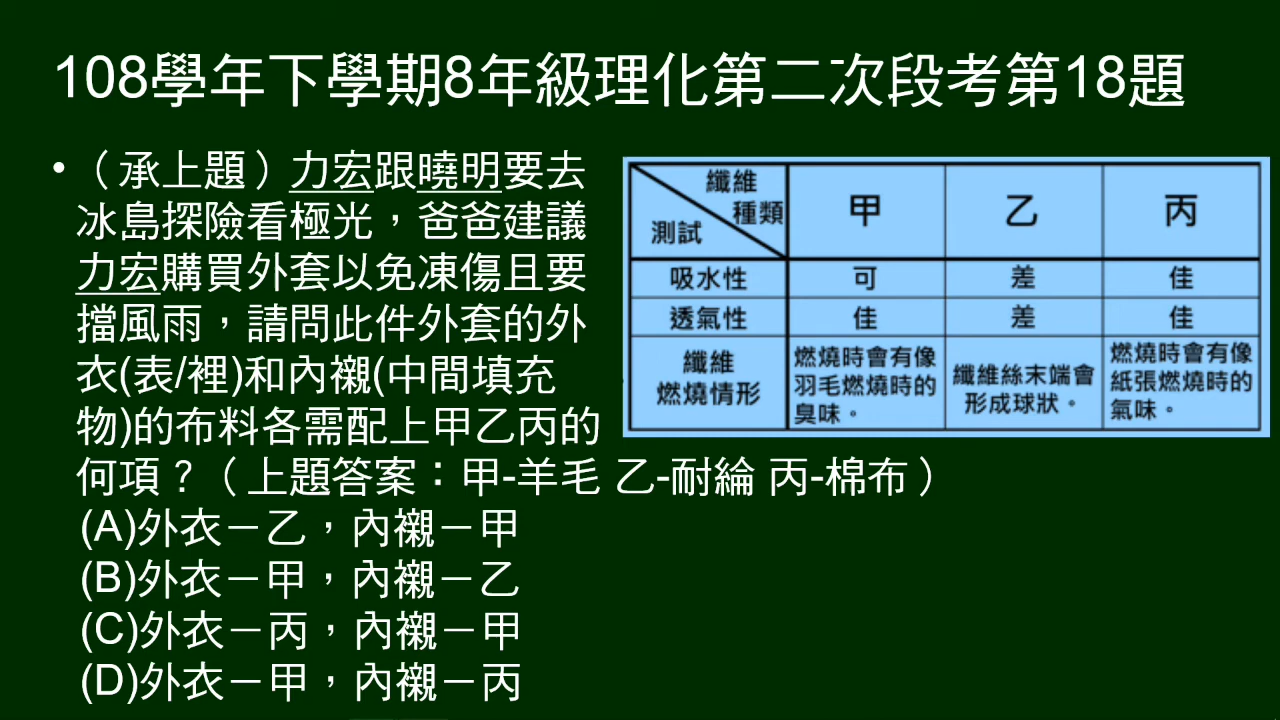 108學年下學期8年級理化第二次段考第18題
•（承上題）力宏跟曉明要去
冰島探險看極光，爸爸建議
力宏購買外套以免凍傷且要
擋風雨，請問此件外套的外
衣(表/裡)和內襯(中間填充
物)的布料各需配上甲乙丙的
何項？（上題答案：甲-羊毛 乙-耐綸 丙-棉布）
(A)外衣－乙，內襯－甲
(B)外衣－甲，內襯－乙
(C)外衣－丙，內襯－甲
(D)外衣－甲，內襯－丙
纖維
種類
測試
甲 乙 丙
吸水性 可 差 佳
透氣性 佳 差 佳
纖維
燃燒情形
燃燒時會有像
羽毛燃燒時的
臭味。
纖維絲末端會
形成球狀。
燃燒時會有像
紙張燃燒時的
氣味。